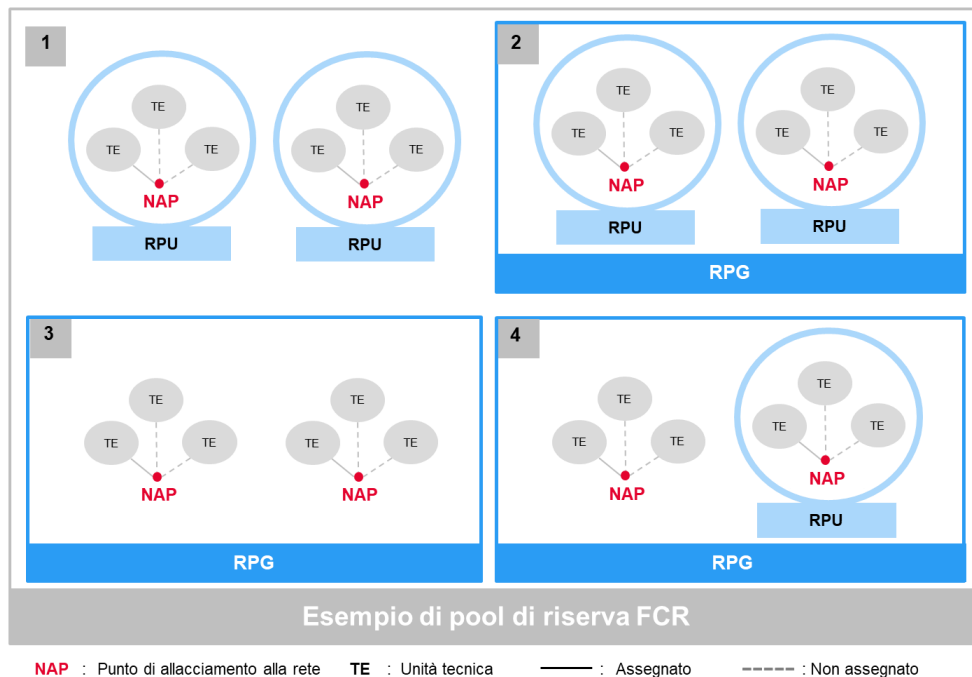 1
TE
TE
TE
NAP
RPU
TE
TE
TE
NAP
RPU
2
TE
TE
TE
NAP
RPU
TE
TE
TE
NAP
RPU
RPG
3
TE
TE
TE
NAP
TE
TE
TE
NAP
RPG
4
TE
TE
TE
NAP
TE
TE
TE
NAP
RPU
RPG
Esempio di pool di riserva FCR
NAP : Punto di allacciamento alla rete TE : Unità tecnica : Assegnato : Non assegnato